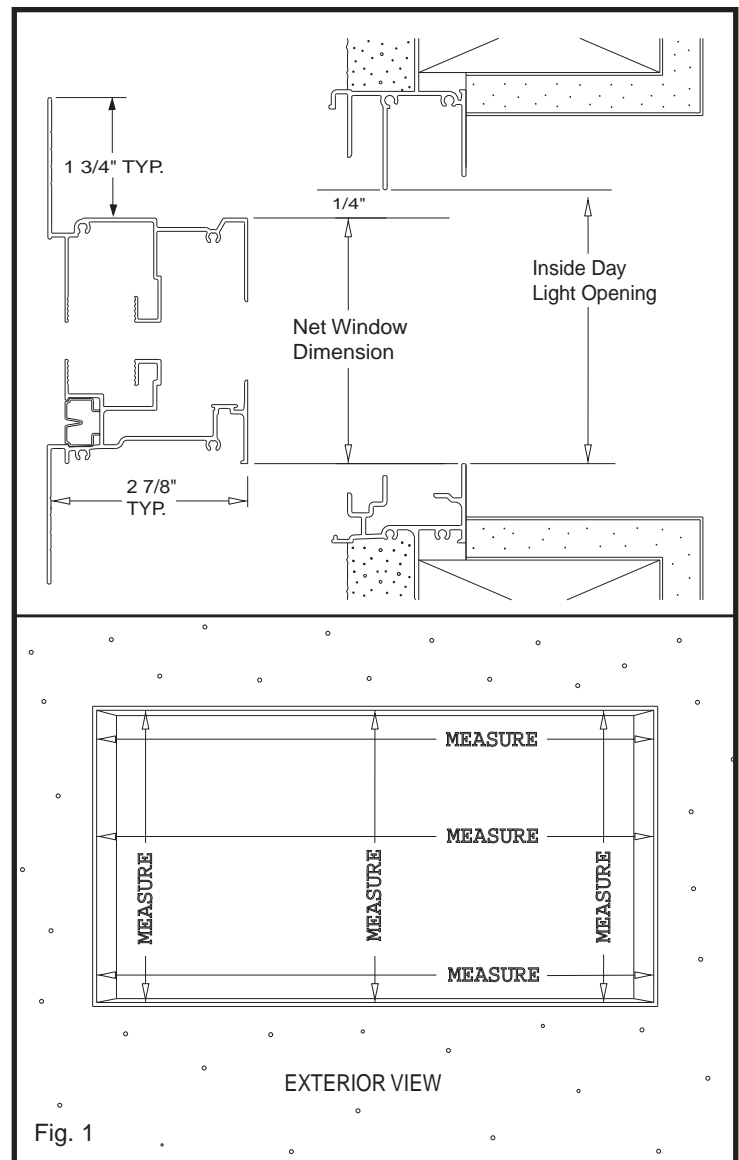 1 3/4" TYP.
1/4"
Inside Day
Light Opening
Net Window
Dimension
2 7/8"
TYP.
MEASURE
MEASURE
MEASURE
MEASURE
MEASURE
MEASURE
EXTERIOR VIEW
Fig. 1